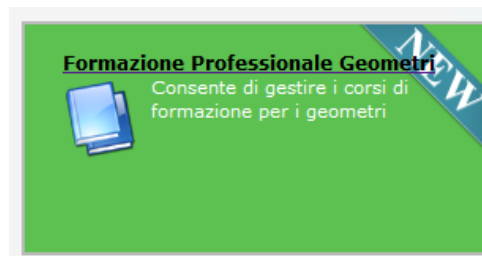 Formazione Professionale Geometri
Consente di gestire i corsi di
formazione per i geometri
NEW